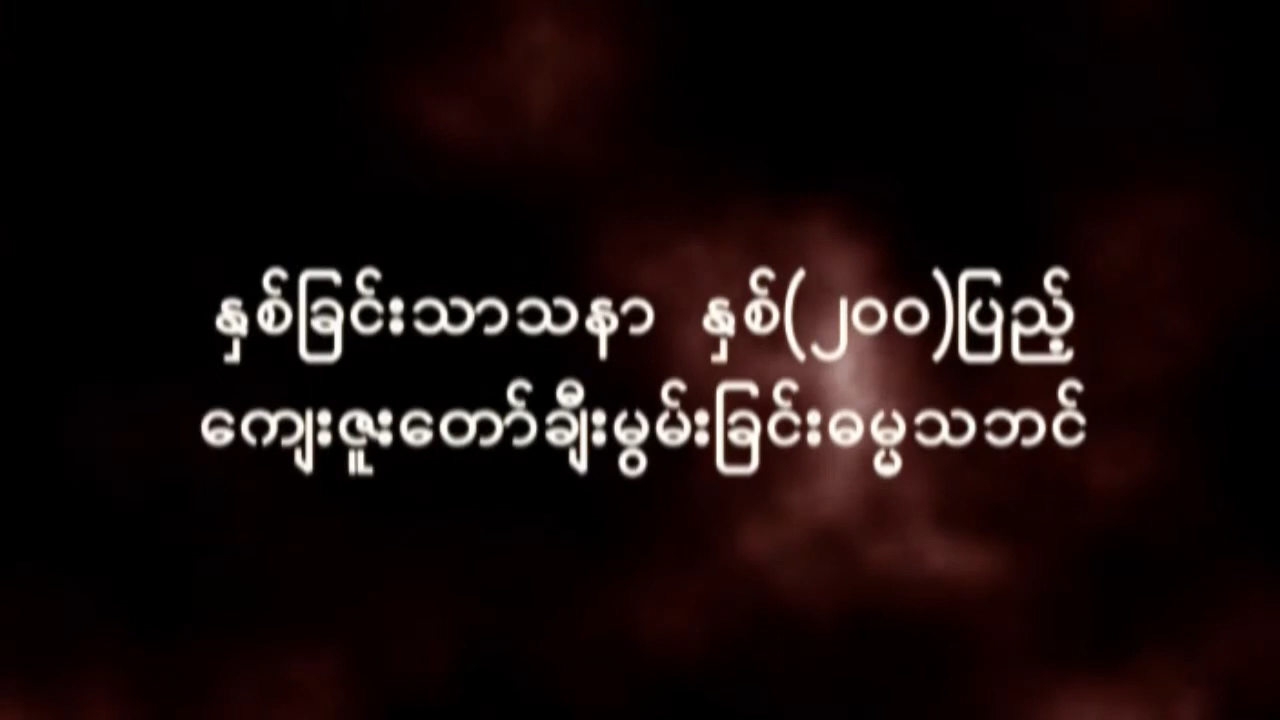 နှစ်ခြင်းသာသနာ နှစ်(၂၀၀)ပြည့်
ကျေးဇူးတော်ချီးမွမ်းခြင်းဓမ္မသဘင်